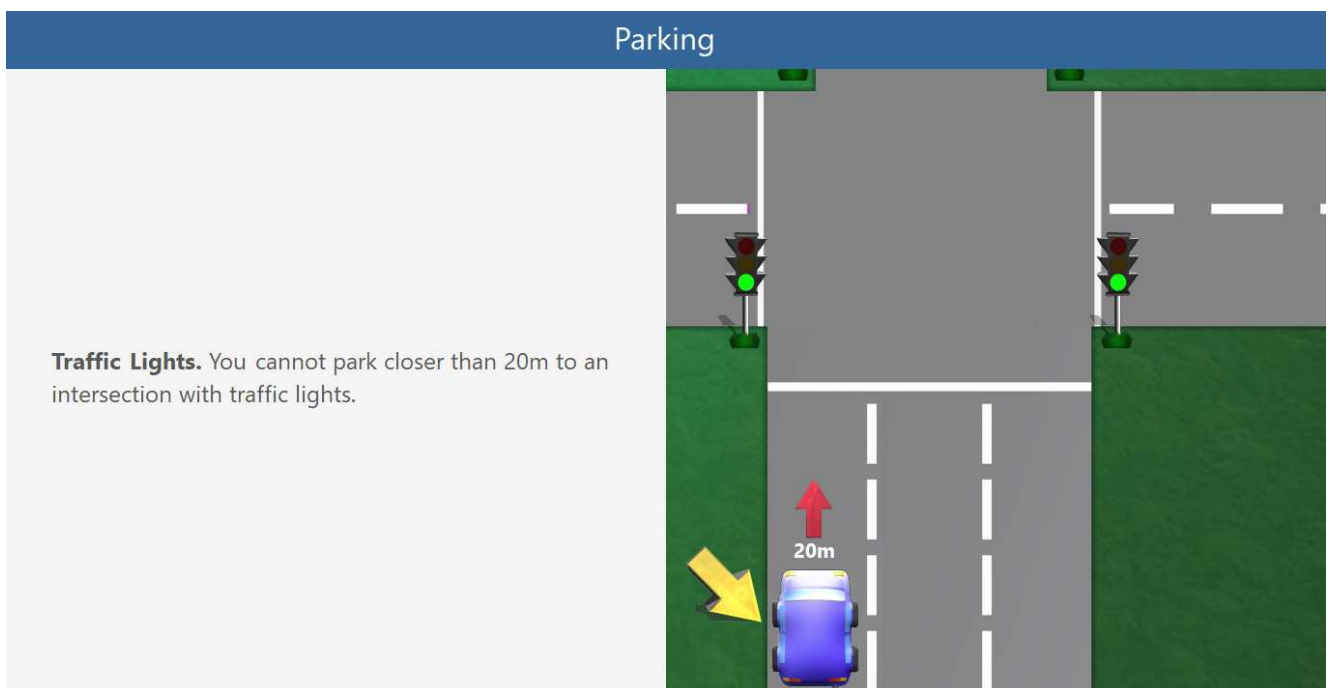 Parking
Traffic Lights. You cannot park closer than 20m to an
intersection with traffic lights.
20m